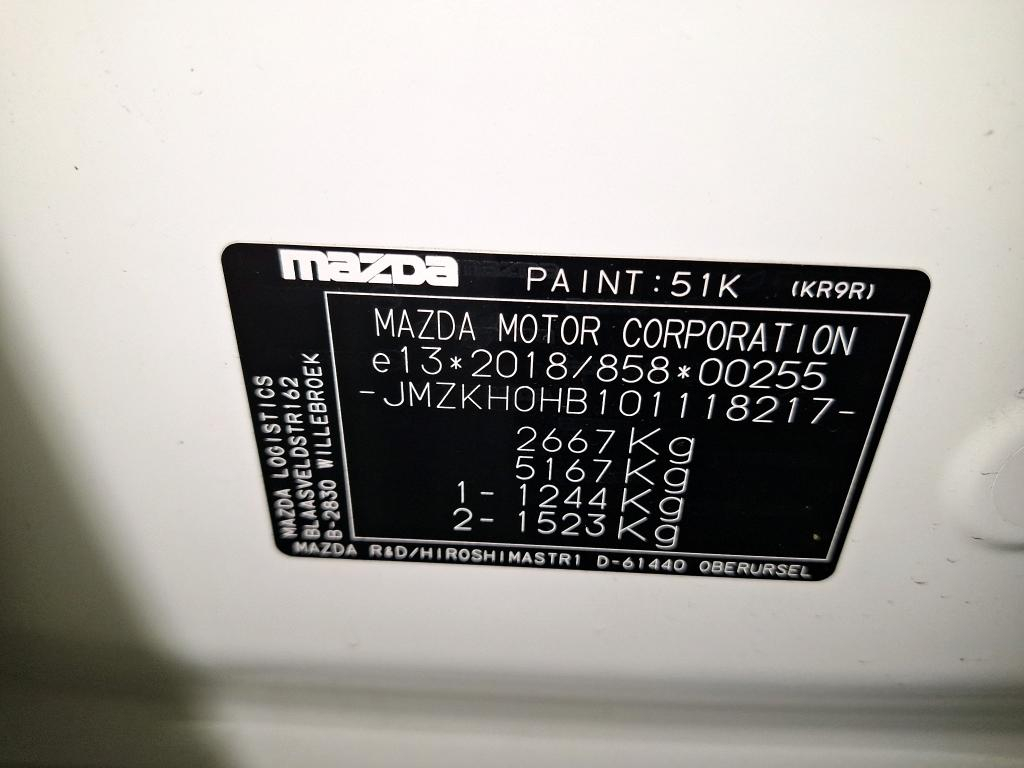 mazda PAINT:51K (KR9R)
MAZDA MOTOR CORPORATION
e13*2018/858*00255
-JMZKH0HB101118217-
2667Kg
5167Kg
1- 1244Kg
2- 1523Kg
MAZDA LOGISTICS
BLAASVELDSTR162
B-2830 WILLEBROEK
MAZDA R&D/HIROSHIMASTR1 D-61440 OBERURSEL